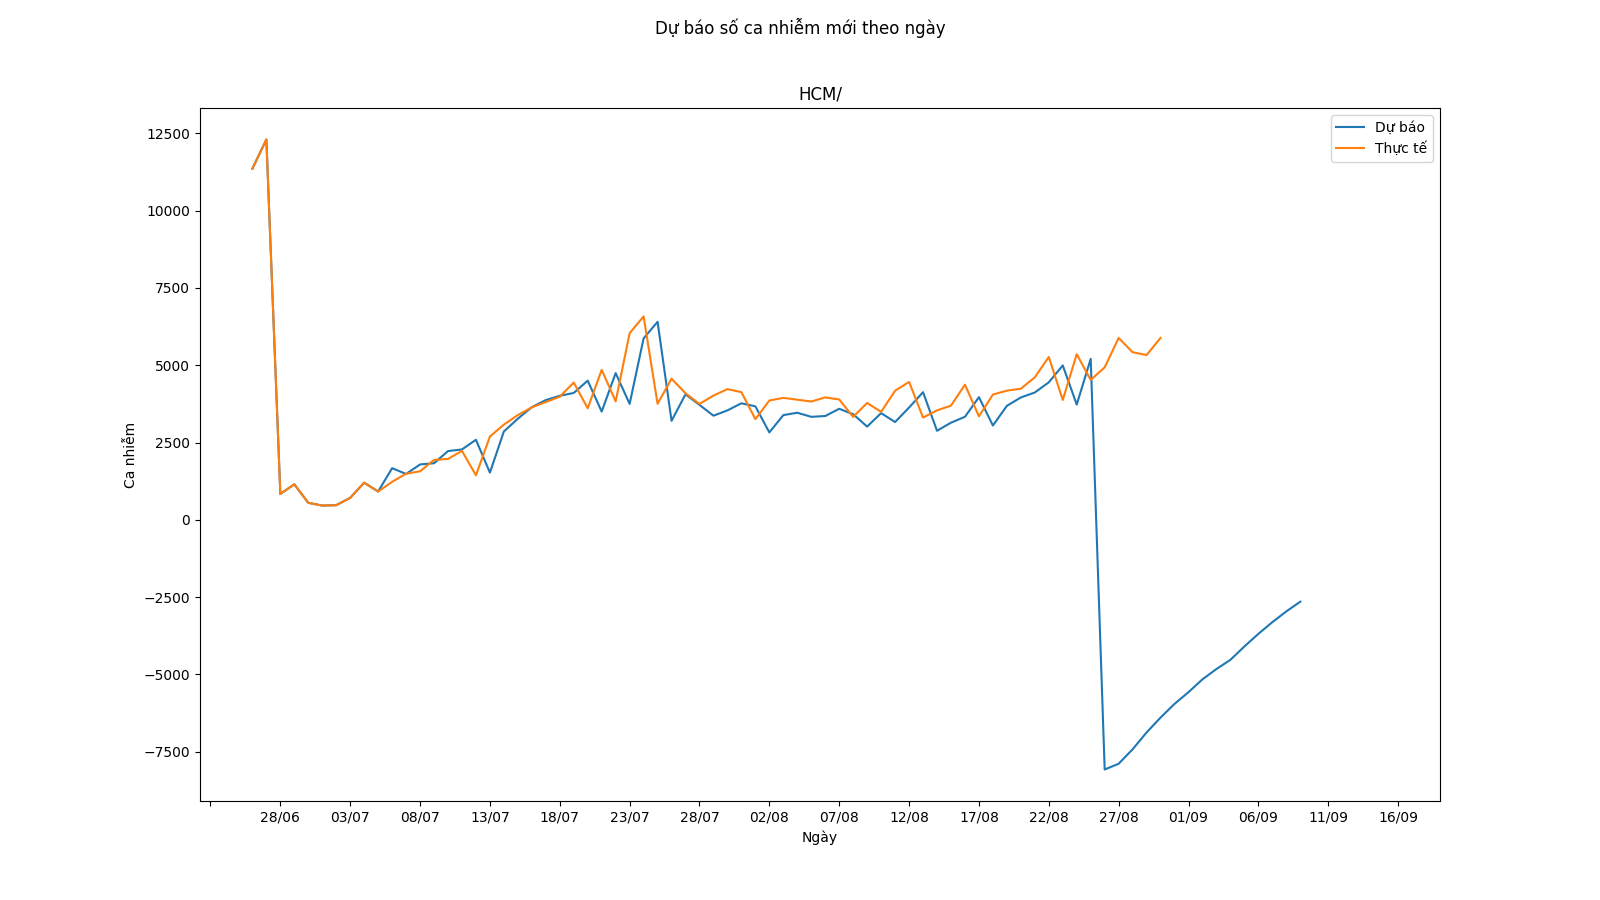 Dự báo số ca nhiễm mới theo ngày
HCM/
Dự báo
Thực tế
Ca nhiễm
12500
10000
7500
5000
2500
0
−2500
−5000
−7500
28/06 03/07 08/07 13/07 18/07 23/07 28/07 02/08 07/08 12/08 17/08 22/08 27/08 01/09 06/09 11/09 16/09
Ngày